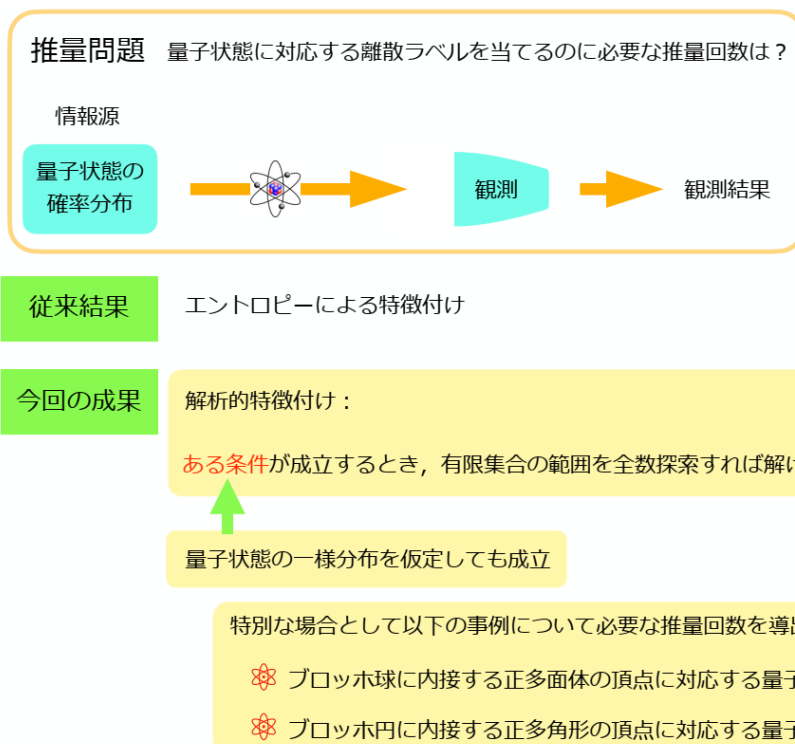 推量問題 量子状態に対応する離散ラベルを当てるのに必要な推量回数は？
情報源
量子状態の
確率分布
観測
観測結果
従来結果
エントロピーによる特徴付け
今回の成果
解析的特徴付け：
ある条件が成立するとき，有限集合の範囲を全数探索すれば解
量子状態の一様分布を仮定しても成立
特別な場合として以下の事例について必要な推量回数を導
ブロッホ球に内接する正多面体の頂点に対応する量
ブロッホ円に内接する正多角形の頂点に対応する量